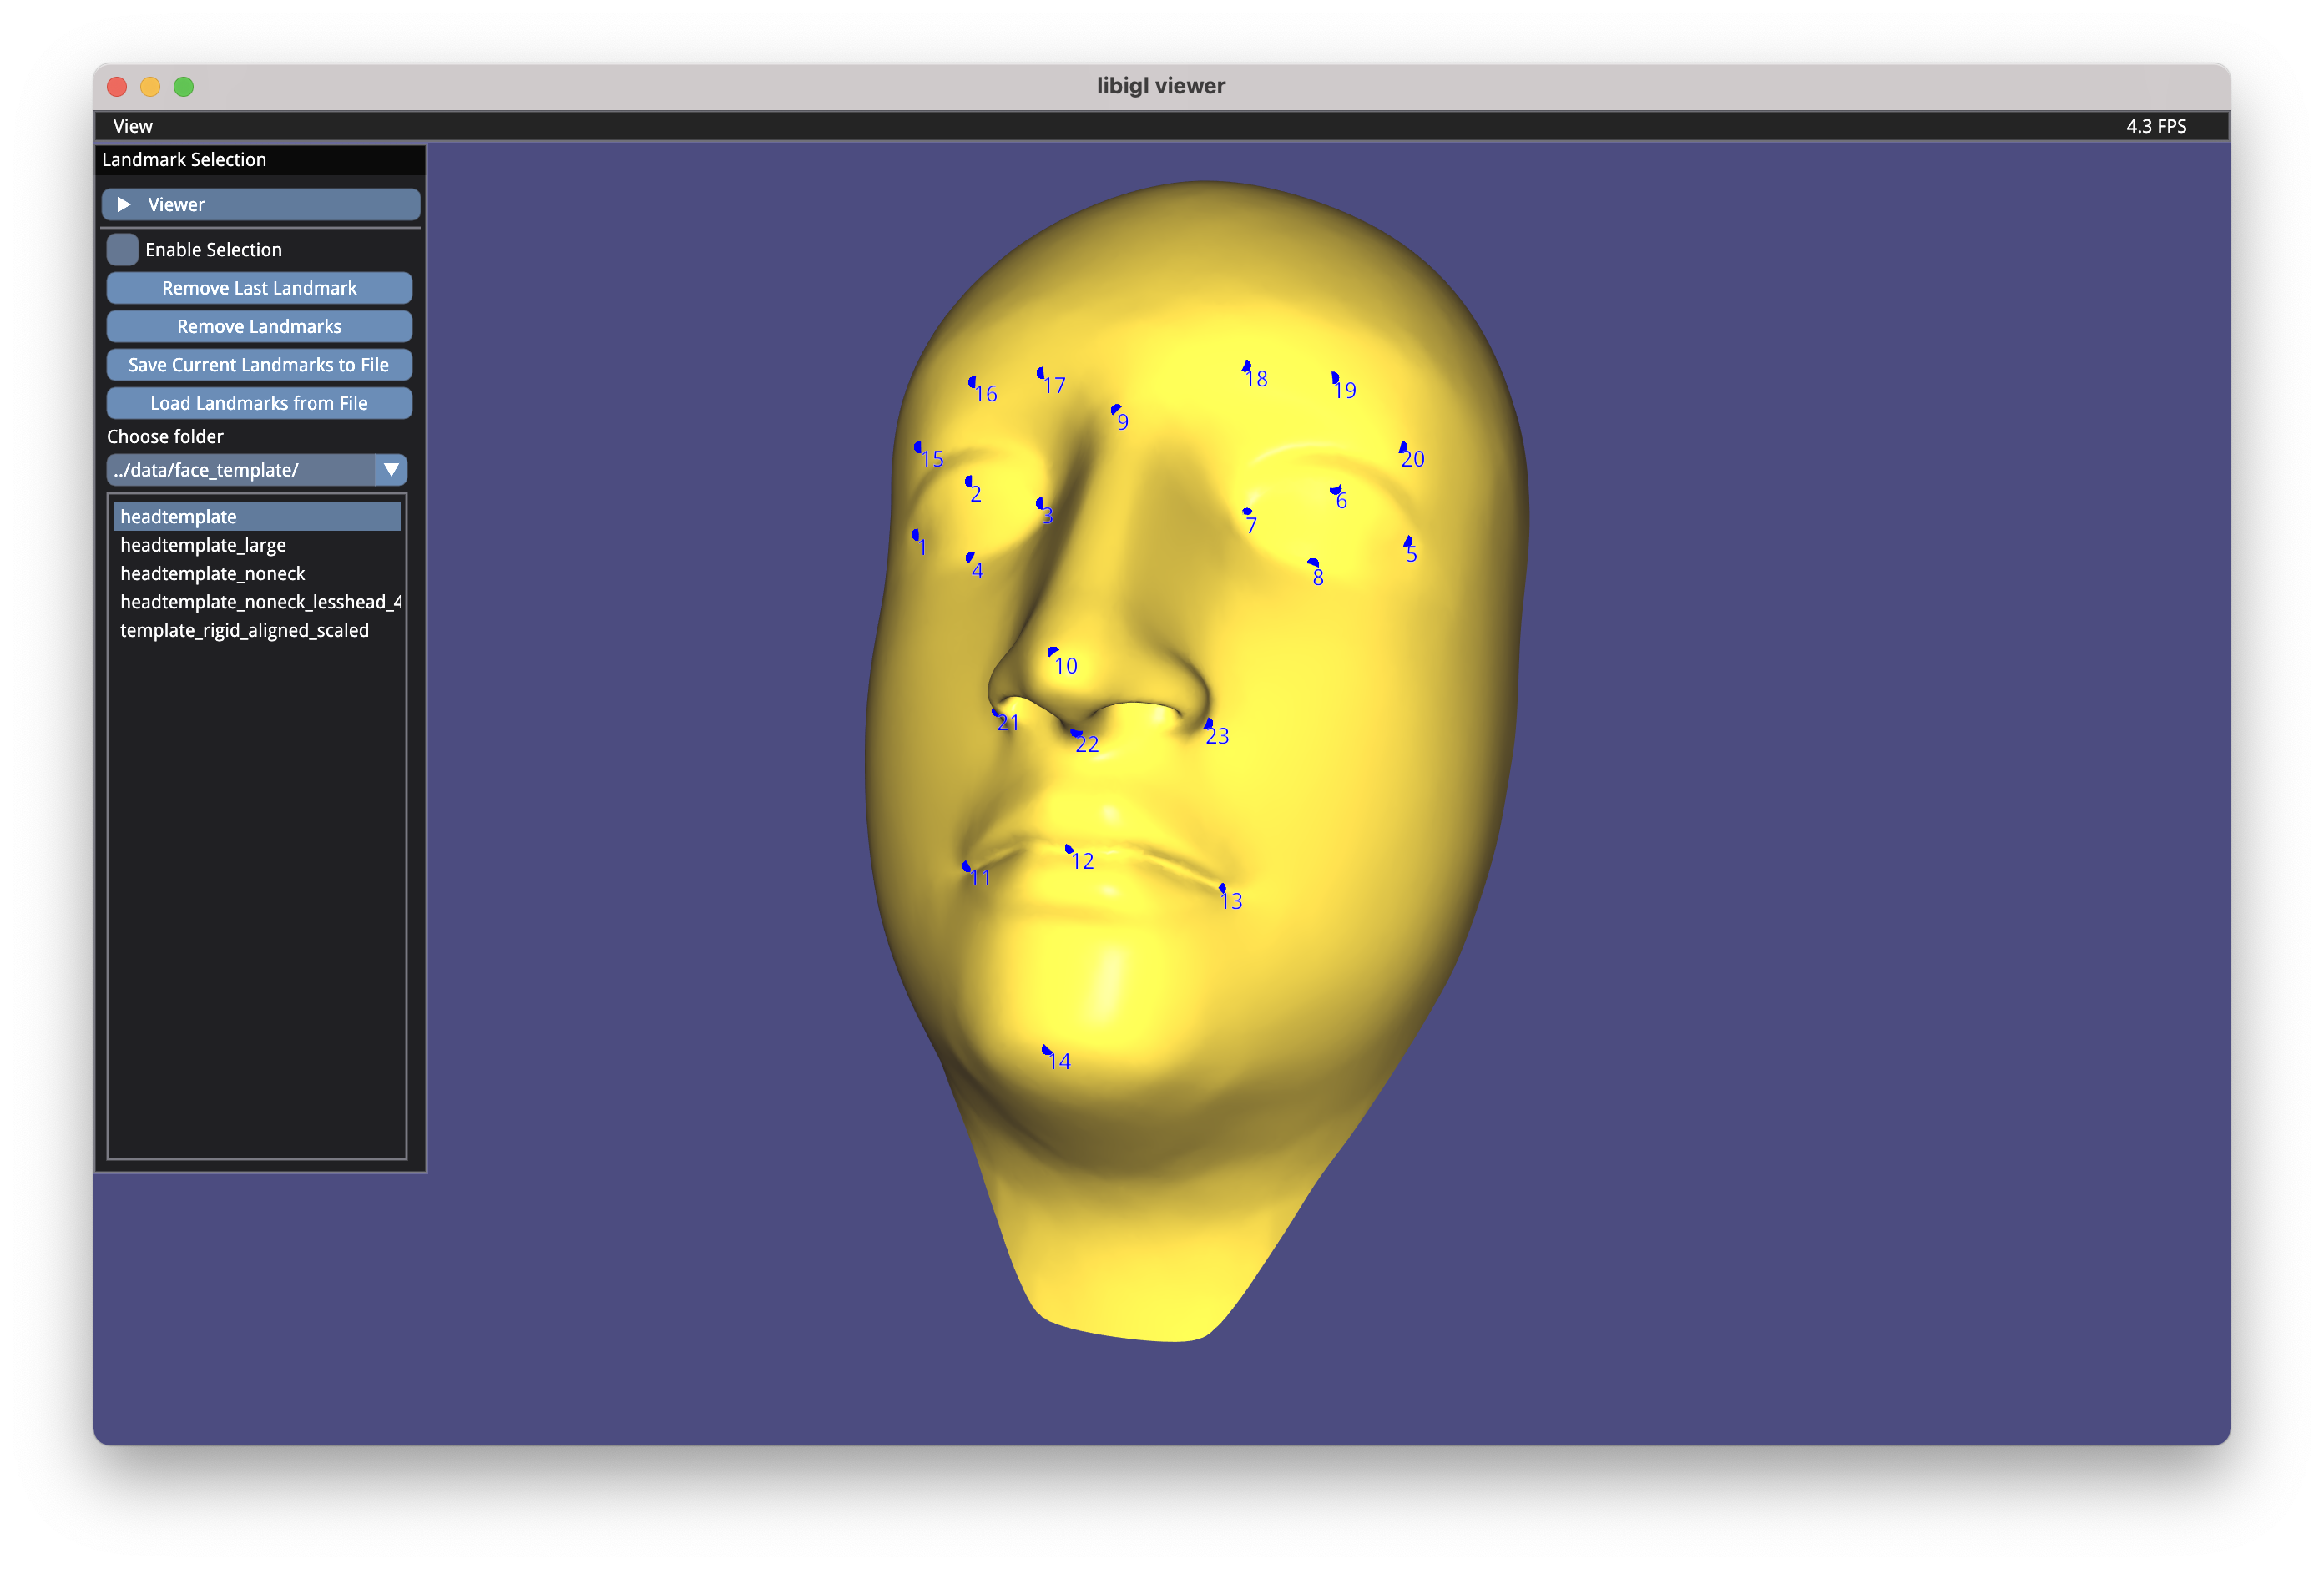 libigl viewer
View
4.3 FPS
Landmark Selection
Viewer
Enable Selection
Remove Last Landmark
Remove Landmarks
Save Current Landmarks to File
Load Landmarks from File
Choose folder
../data/face_template/
headtemplate
headtemplate_large
headtemplate_noneck
headtemplate_noneck_lesshead_4
template_rigid_aligned_scaled
16
17
18
19
9
15
20
2
6
3
7
1
5
4
8
10
21
22
23
12
11
13
14